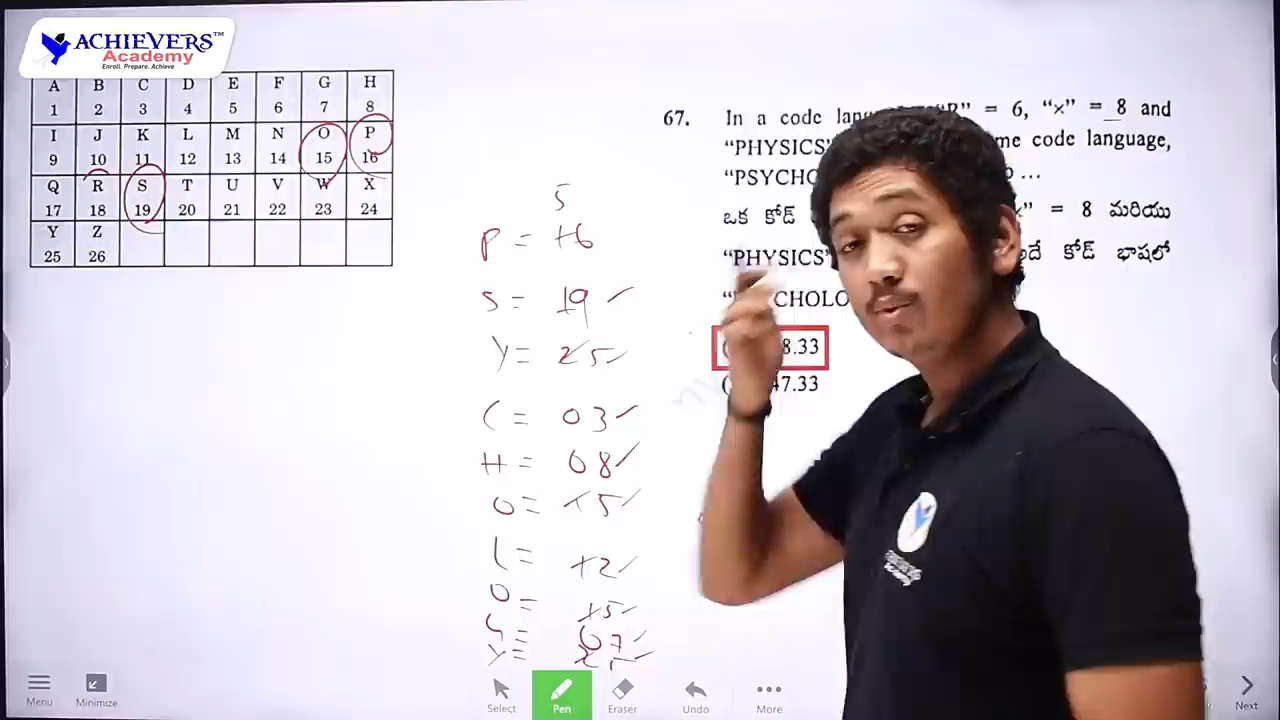 ACHIEVERS™
Academy
Enroll. Prepare. Achieve
A B C D E F G H
1 2 3 4 5 6 7 8
I J K L M N O P
9 10 11 12 13 14 15 16
Q R S T U V W X
17 18 19 20 21 22 23 24
Y Z
25 26
5
P = 16
S = 19
Y = 25
C = 03
H = 08
O = 15
L = 12
O = 15
G = 07
Y = 25
67. In a code = 6, “×” = 8 and
“PHYSICS” code language,
“PSYCHO ...
ఒక కోడ్ = 8 మరియు
“PHYSICS” కోడ్ భాషలో
CHOLO
8.33
47.33
Academy
Menu
Minimize
Select
Pen
Eraser
Undo
More
Next